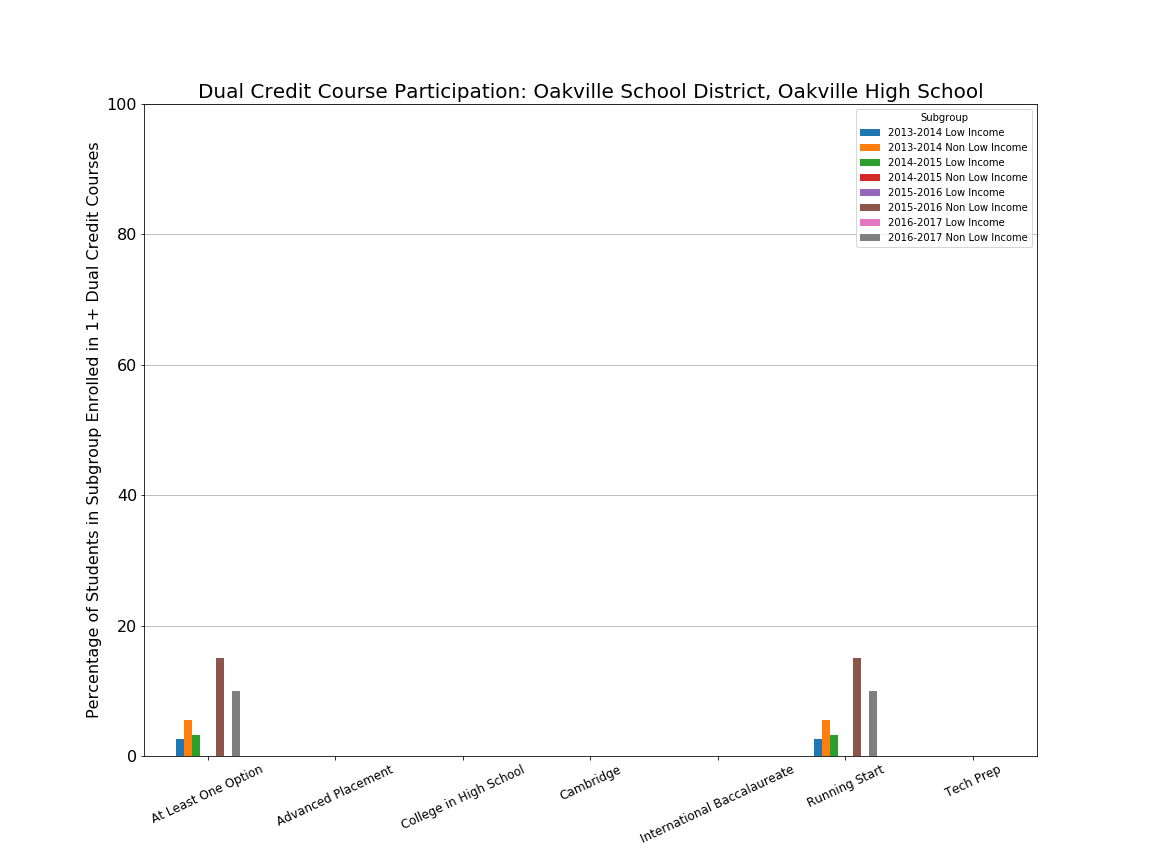 Dual Credit Course Participation: Oakville School District, Oakville High School
Percentage of Students in Subgroup Enrolled in 1+ Dual Credit Courses
100
80
60
40
20
0
Subgroup
2013-2014 Low Income
2013-2014 Non Low Income
2014-2015 Low Income
2014-2015 Non Low Income
2015-2016 Low Income
2015-2016 Non Low Income
2016-2017 Low Income
2016-2017 Non Low Income
At Least One Option
Advanced Placement
College in High School
Cambridge
International Baccalaureate
Running Start
Tech Prep